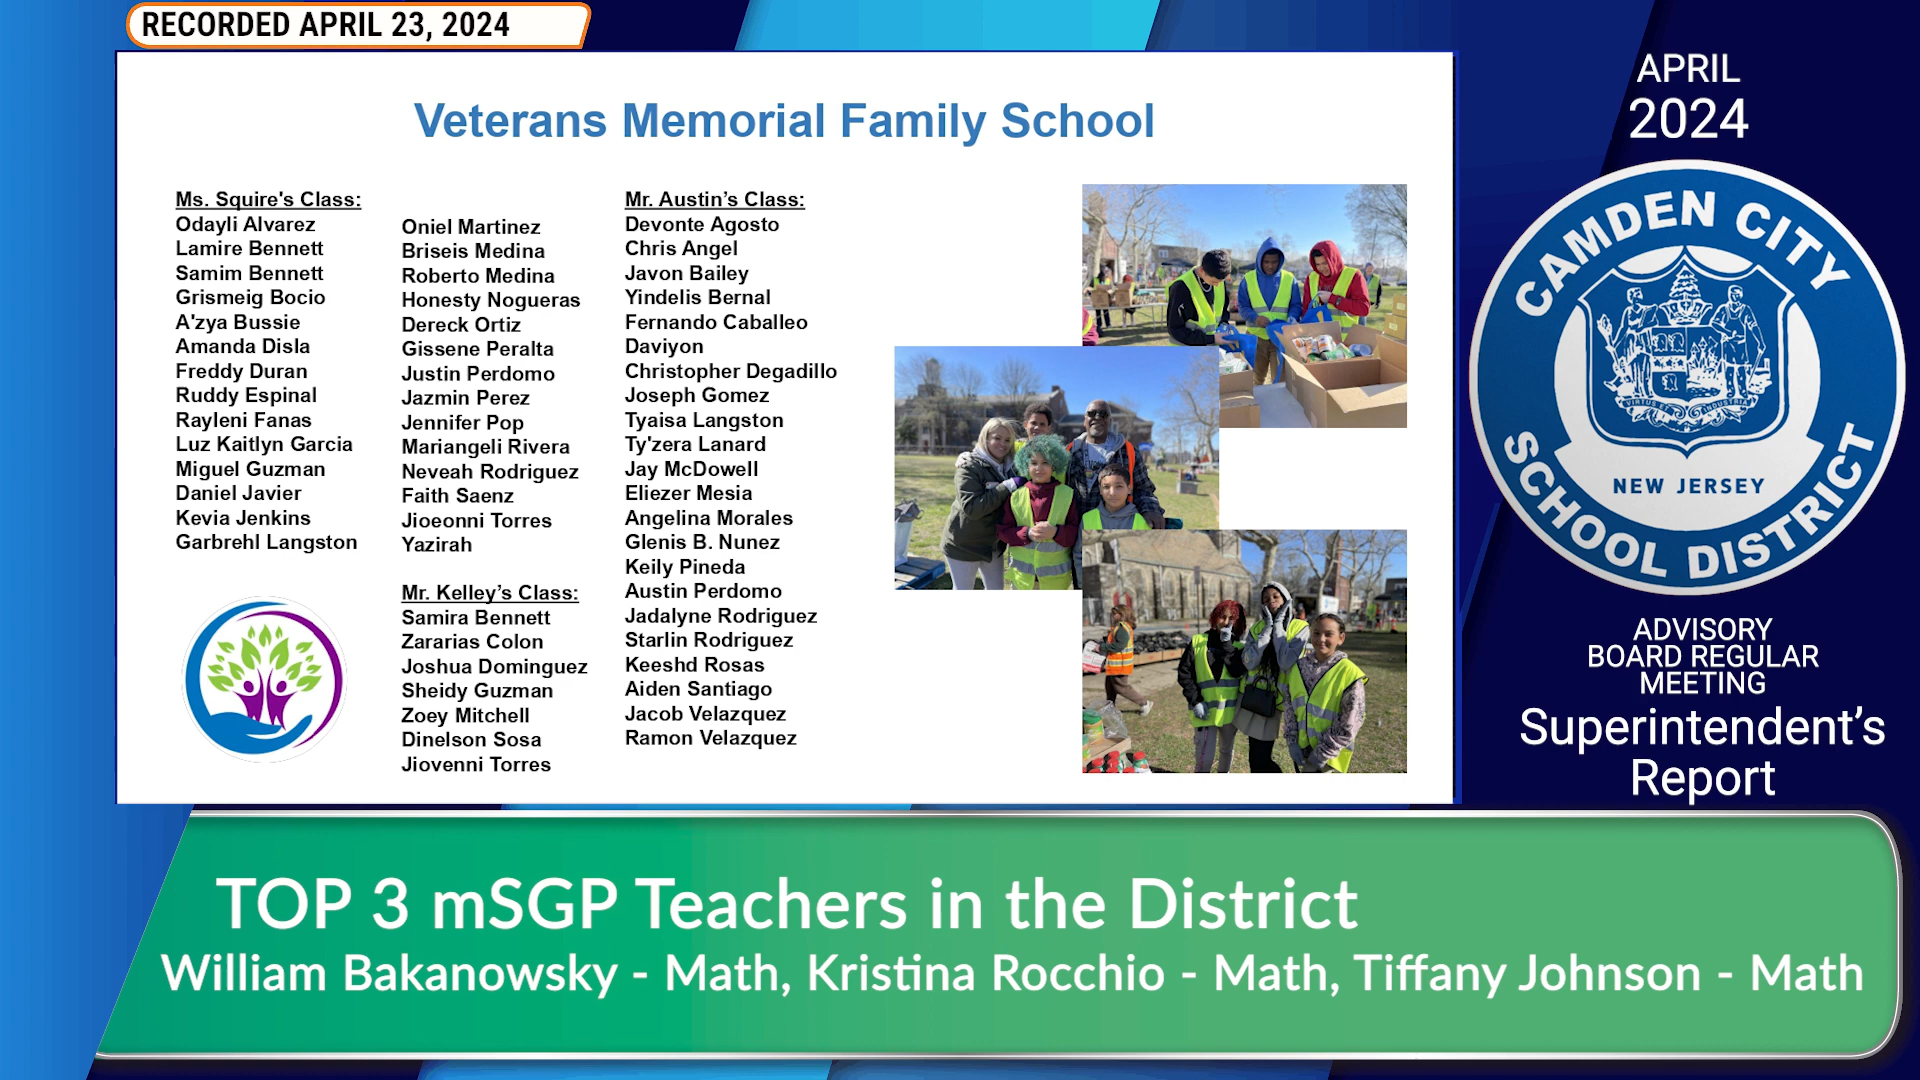 RECORDED APRIL 23, 2024
Veterans Memorial Family School
Ms. Squire's Class:
Odayli Alvarez
Lamire Bennett
Samim Bennett
Grismeig Bocio
A'zya Bussie
Amanda Disla
Freddy Duran
Ruddy Espinal
Rayleni Fanas
Luz Kaitlyn Garcia
Miguel Guzman
Daniel Javier
Kevia Jenkins
Garbrehl Langston
Oniel Martinez
Briseis Medina
Roberto Medina
Honesty Nogueras
Dereck Ortiz
Gissene Peralta
Justin Perdomo
Jazmin Perez
Jennifer Pop
Mariangeli Rivera
Neveah Rodriguez
Faith Saenz
Jioeonni Torres
Yazirah
Mr. Kelley’s Class:
Samira Bennett
Zararias Colon
Joshua Dominguez
Sheidy Guzman
Zoey Mitchell
Dinelson Sosa
Jiovenni Torres
Mr. Austin’s Class:
Devonte Agosto
Chris Angel
Javon Bailey
Yindelis Bernal
Fernando Caballeo
Daviyon
Christopher Degadillo
Joseph Gomez
Tyaisa Langston
Ty'zera Lanard
Jay McDowell
Eliezer Mesia
Angelina Morales
Glenis B. Nunez
Keily Pineda
Austin Perdomo
Jadalyne Rodriguez
Starlin Rodriguez
Keeshd Rosas
Aiden Santiago
Jacob Velazquez
Ramon Velazquez
APRIL
2024
CAMDEN CITY
VIRTUS ET INDUSTRIA
NEW JERSEY
SCHOOL DISTRICT
ADVISORY
BOARD REGULAR
MEETING
Superintendent’s
Report
TOP 3 mSGP Teachers in the District
William Bakanowsky - Math, Kristina Rocchio - Math, Tiffany Johnson - Math